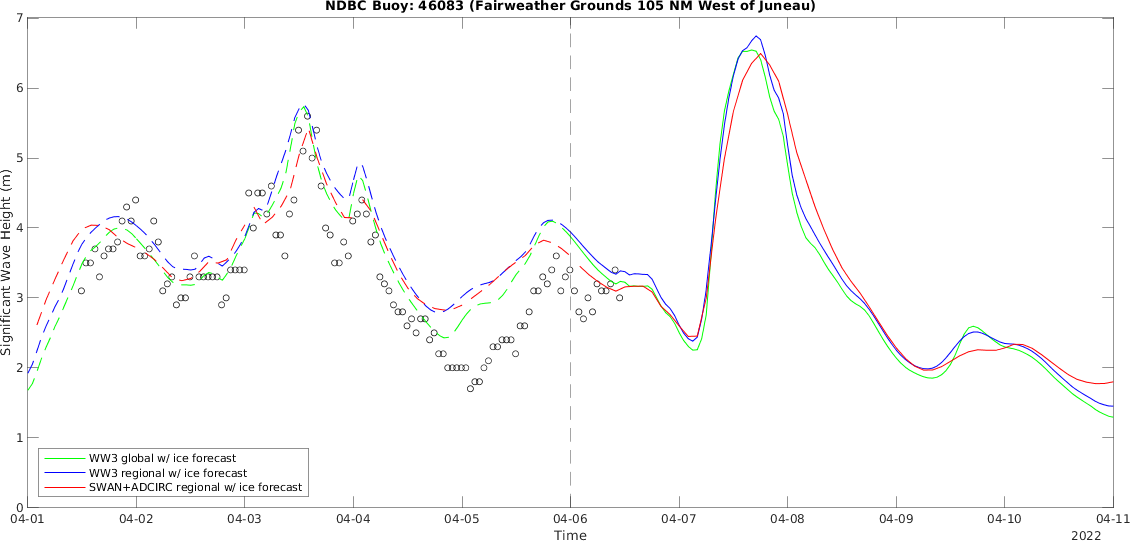 NDBC Buoy: 46083 (Fairweather Grounds 105 NM West of Juneau)
Significant Wave Height (m)
7
6
5
4
3
2
1
0
WW3 global w/ ice forecast
WW3 regional w/ ice forecast
SWAN+ADCIRC regional w/ ice forecast
04-01 04-02 04-03 04-04 04-05 04-06 04-07 04-08 04-09 04-10 04-11
Time
2022